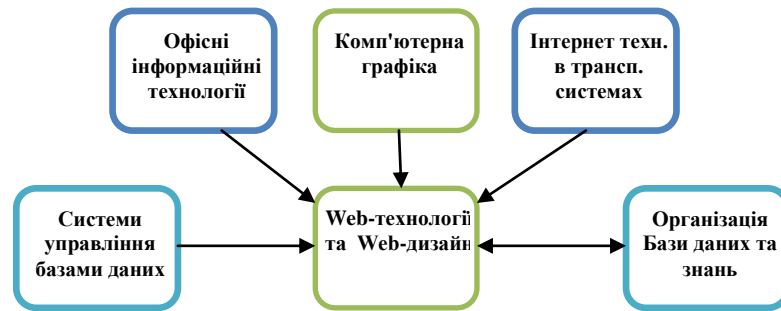 Офісні
інформаційні
технології
Комп'ютерна
графіка
Інтернет техн.
в трансп.
системах
Системи
управління
базами даних
Web-технології
та Web-дизайн
Організація
Бази даних та
знань